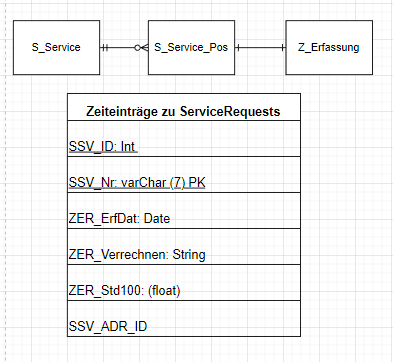 S_Service
S_Service_Pos
Z_Erfassung
Zeiteinträge zu ServiceRequests
SSV_ID: Int
SSV_Nr: varChar (7) PK
ZER_ErfDat: Date
ZER_Verrechnen: String
ZER_Std100: (float)
SSV_ADR_ID